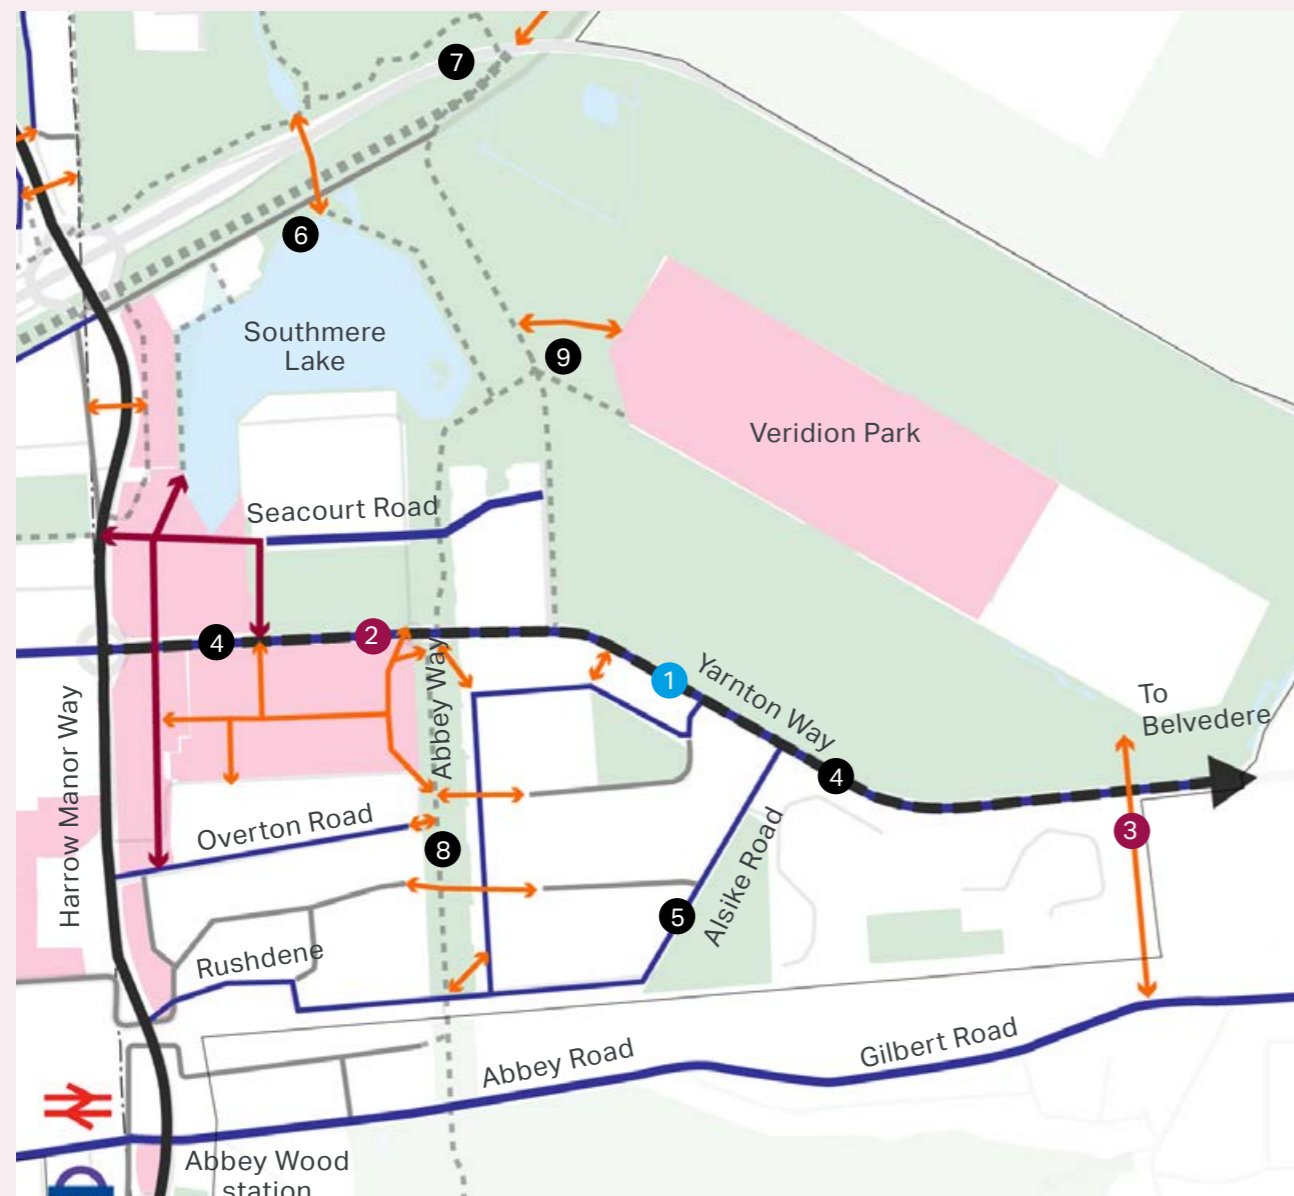 7
6
Southmere
Lake
9
Veridion Park
Seacourt Road
4
2
Abbey Way
1
Yarnton Way
To
Belvedere
4
3
Harrow Manor Way
Overton Road
8
Alsike Road
5
Rushdene
Gilbert Road
Abbey Road
Abbey Wood
station